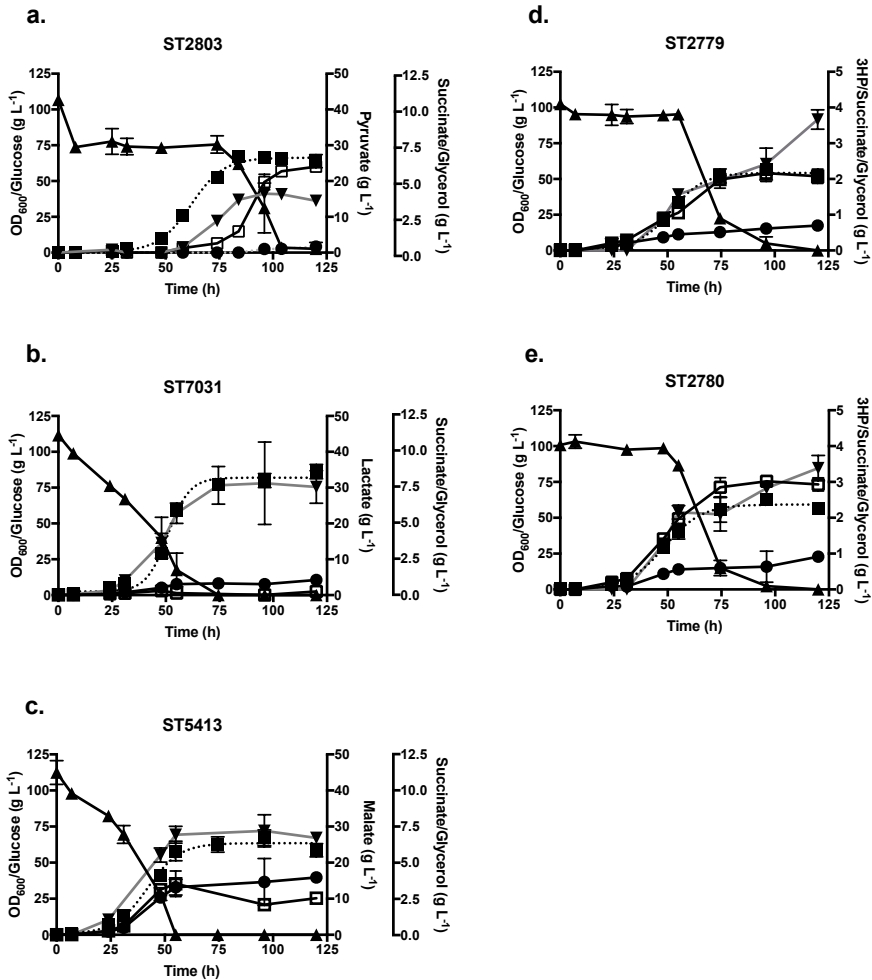 a.
ST2803
OD600/Glucose (g L-1)
125
100
75
50
25
0
0 25 50 75 100 125
Time (h)
50
40
30
20
10
0
Pyruvate (g L-1)
12.5
10.0
7.5
5.0
2.5
0.0
Succinate/Glycerol (g L-1)
b.
ST7031
OD600/Glucose (g L-1)
125
100
75
50
25
0
0 25 50 75 100 125
Time (h)
50
40
30
20
10
0
Lactate (g L-1)
12.5
10.0
7.5
5.0
2.5
0.0
Succinate/Glycerol (g L-1)
c.
ST5413
OD600/Glucose (g L-1)
125
100
75
50
25
0
0 25 50 75 100 125
Time (h)
50
40
30
20
10
0
Malate (g L-1)
12.5
10.0
7.5
5.0
2.5
0.0
Succinate/Glycerol (g L-1)
d.
ST2779
OD600/Glucose (g L-1)
125
100
75
50
25
0
0 25 50 75 100 125
Time (h)
5
4
3
2
1
0
3HP/Succinate/Glycerol (g L-1)
e.
ST2780
OD600/Glucose (g L-1)
125
100
75
50
25
0
0 25 50 75 100 125
Time (h)
5
4
3
2
1
0
3HP/Succinate/Glycerol (g L-1)